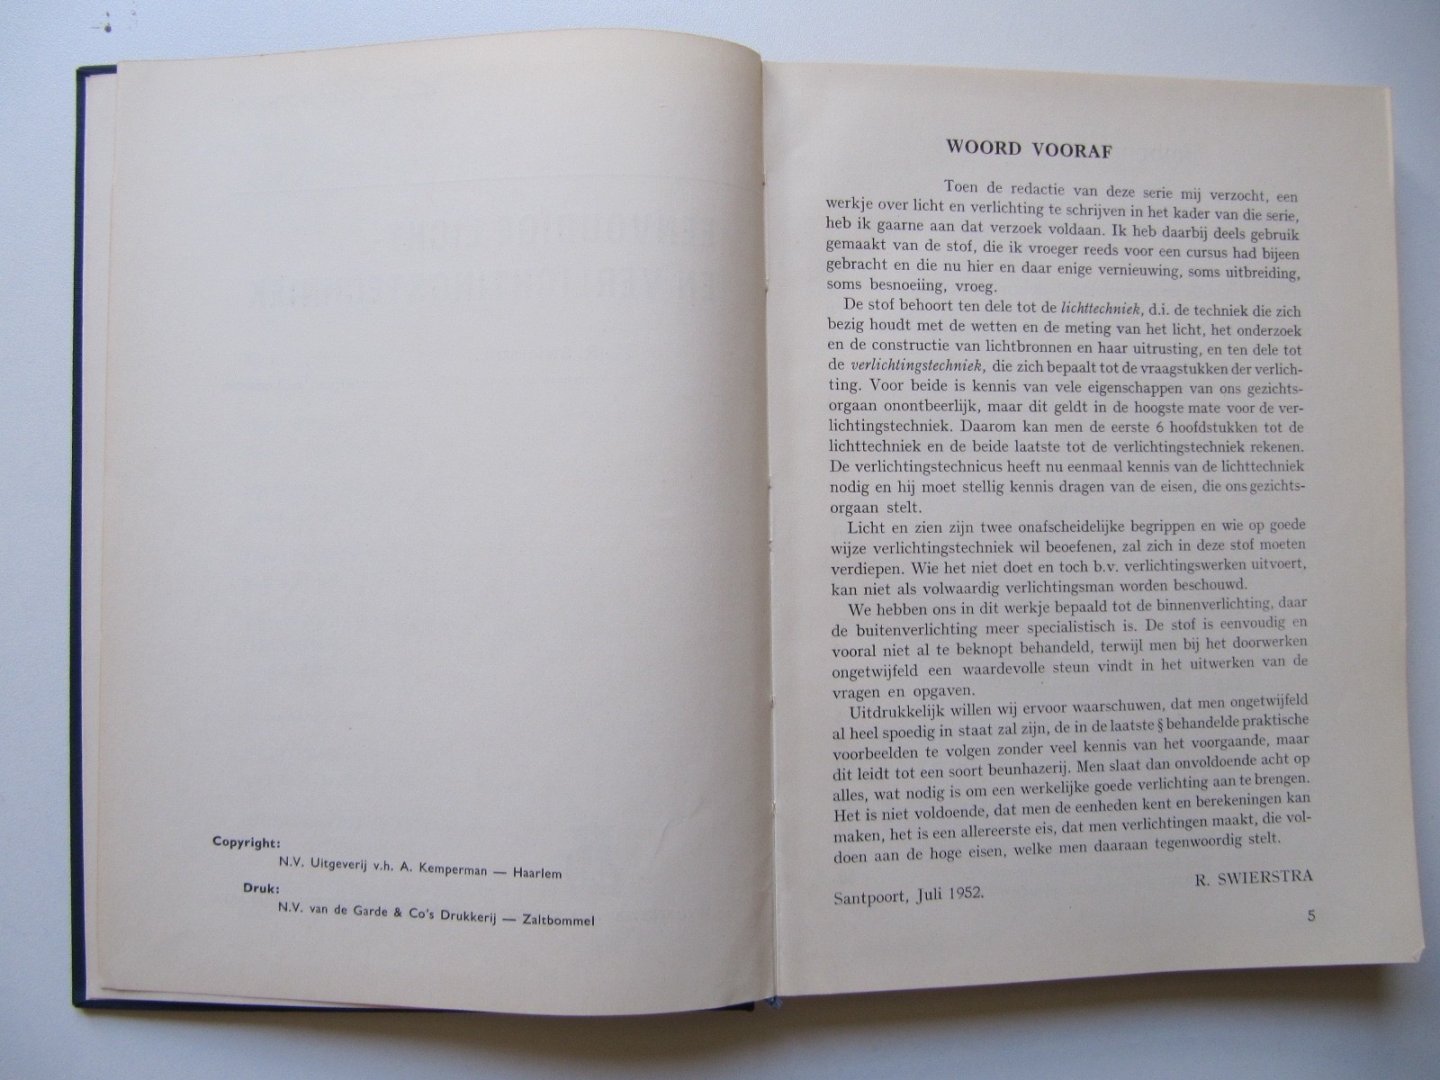 Copyright:
N.V. Uitgeverij v.h. A. Kemperman — Haarlem
Druk:
N.V. van de Garde & Co's Drukkerij — Zaltbommel
WOORD VOORAF
Toen de redactie van deze serie mij verzocht, een
werkje over licht en verlichting te schrijven in het kader van die serie,
heb ik gaarne aan dat verzoek voldaan. Ik heb daarbij deels gebruik
gemaakt van de stof, die ik vroeger reeds voor een cursus had bijeen
gebracht en die nu hier en daar enige vernieuwing, soms uitbreiding,
soms besnoeiing, vroeg.
De stof behoort ten dele tot de lichttechniek, d.i. de techniek die zich
bezig houdt met de wetten en de meting van het licht, het onderzoek
en de constructie van lichtbronnen en haar uitrusting, en ten dele tot
de verlichtingstechniek, die zich bepaalt tot de vraagstukken der verlich-
ting. Voor beide is kennis van vele eigenschappen van ons gezichts-
orgaan onontbeerlijk, maar dit geldt in de hoogste mate voor de ver-
lichtingstechniek. Daarom kan men de eerste 6 hoofdstukken tot de
lichttechniek en de beide laatste tot de verlichtingstechniek rekenen.
De verlichtingstechnicus heeft nu eenmaal kennis van de lichttechniek
nodig en hij moet stellig kennis dragen van de eisen, die ons gezichts-
orgaan stelt.
Licht en zien zijn twee onafscheidelijke begrippen en wie op goede
wijze verlichtingstechniek wil beoefenen, zal zich in deze stof moeten
verdiepen. Wie het niet doet en toch b.v. verlichtingswerken uitvoert,
kan niet als volwaardig verlichtingsman worden beschouwd.
We hebben ons in dit werkje bepaald tot de binnenverlichting, daar
de buitenverlichting meer specialistisch is. De stof is eenvoudig en
vooral niet al te beknopt behandeld, terwijl men bij het doorwerken
ongetwijfeld een waardevolle steun vindt in het uitwerken van de
vragen en opgaven.
Uitdrukkelijk willen wij ervoor waarschuwen, dat men ongetwijfeld
al heel spoedig in staat zal zijn, de in de laatste § behandelde praktische
voorbeelden te volgen zonder veel kennis van het voorgaande, maar
dit leidt tot een soort beunhazerij. Men slaat dan onvoldoende acht op
alles, wat nodig is om een werkelijke goede verlichting aan te brengen.
Het is niet voldoende, dat men de eenheden kent en berekeningen kan
maken, het is een allereerste eis, dat men verlichtingen maakt, die vol-
doen aan de hoge eisen, welke men daaraan tegenwoordig stelt.
R. SWIERSTRA
Santpoort, Juli 1952.
5